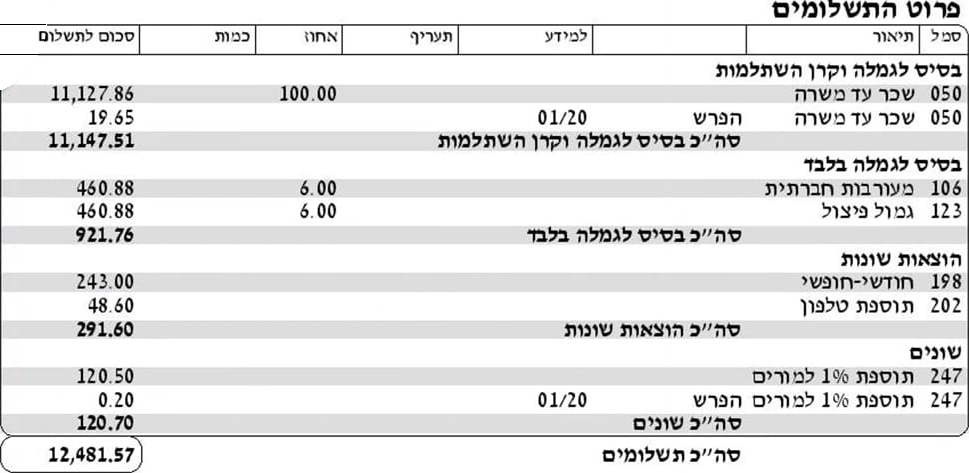 פרוט התשלומים
סמל תיאור למידע תעריף אחוז כמות סכום לתשלום
בסיס לגמלה וקרן השתלמות
050 שכר עד משרה 100.00 11,127.86
050 שכר עד משרה הפרש 01/20 19.65
סה"כ בסיס לגמלה וקרן השתלמות 11,147.51
בסיס לגמלה בלבד
106 מעורבות חברתית 6.00 460.88
123 גמול פיצול 6.00 460.88
סה"כ בסיס לגמלה בלבד 921.76
הוצאות שונות
198 חודשי-חופשי 243.00
202 תוספת טלפון 48.60
סה"כ הוצאות שונות 291.60
שונים
247 תוספת 1% למורים 120.50
247 תוספת 1% למורים הפרש 01/20 0.20
סה"כ שונים 120.70
סה"כ תשלומים 12,481.57